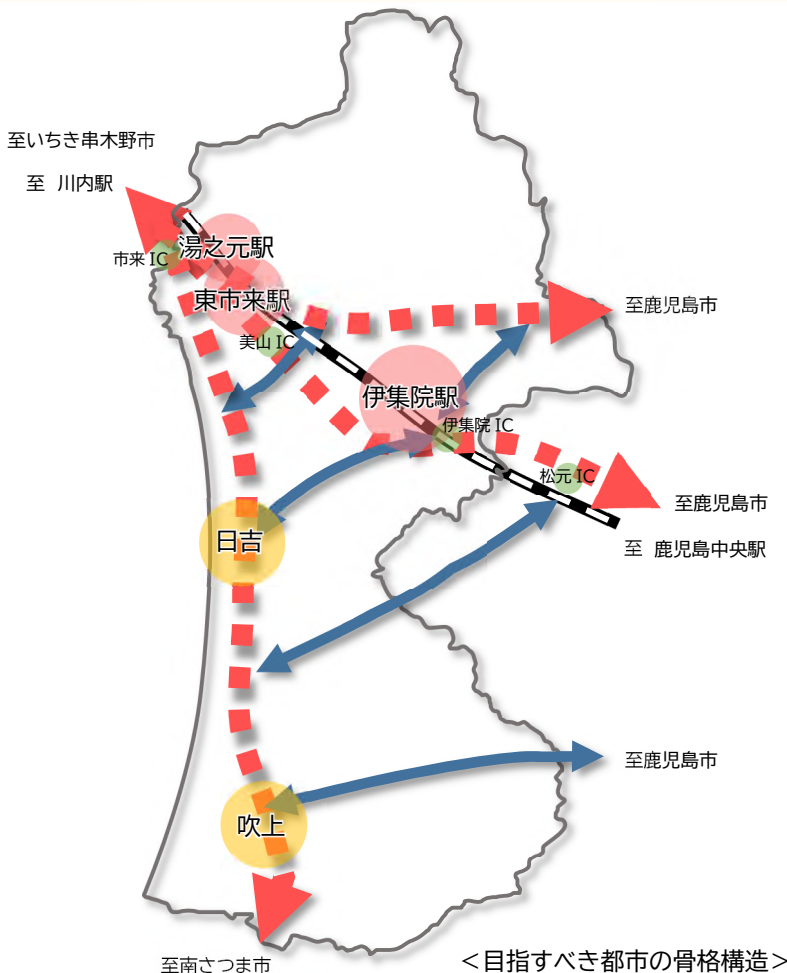 至いちき串木野市
至 川内駅
湯之元駅
市来 IC
東市来駅
至鹿児島市
美山 IC
伊集院駅
伊集院 IC
松元 IC
至鹿児島市
日吉
至 鹿児島中央駅
至鹿児島市
吹上
至南さつま市
＜目指すべき都市の骨格構造＞